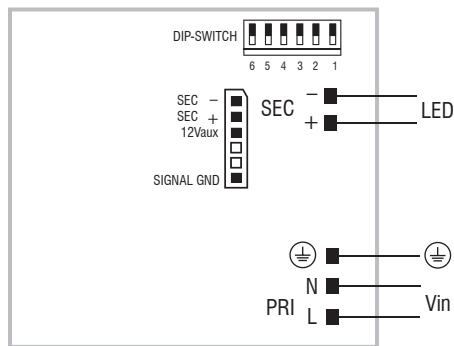 DIP-SWITCH
6 5 4 3 2 1
SEC −
SEC +
12Vaux
SIGNAL GND
SEC
−
+
LED
PRI
N
L
Vin